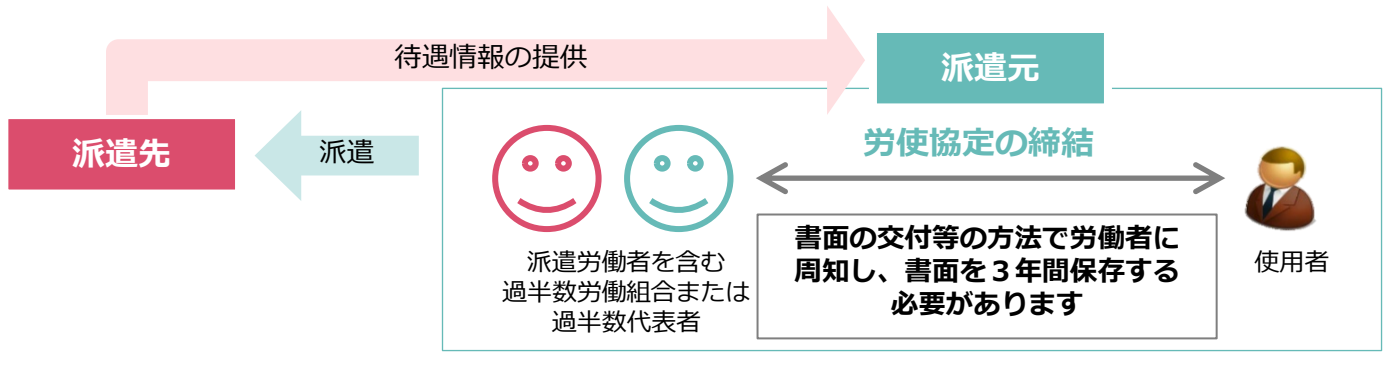 待遇情報の提供
派遣元
派遣先
派遣
労使協定の締結
書面の交付等の方法で労働者に
周知し、書面を３年間保存する
必要があります
派遣労働者を含む
過半数労働組合または
過半数代表者
使用者